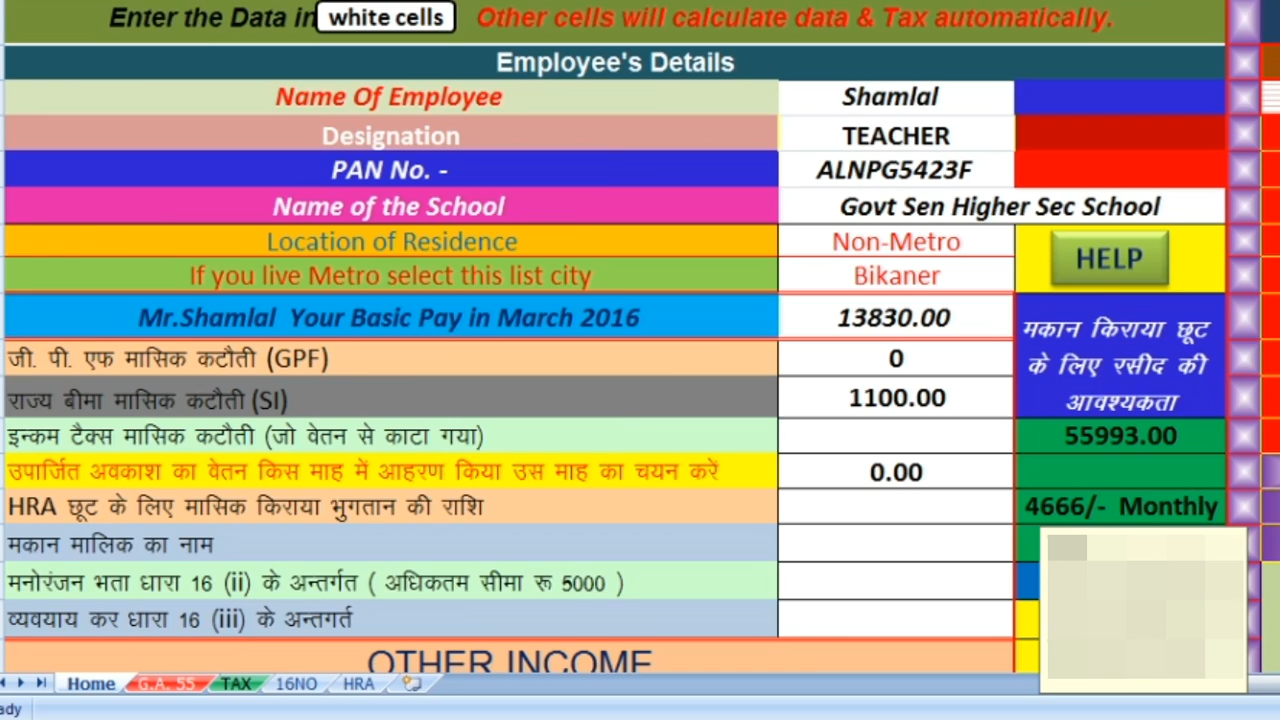 Enter the Data in white cells Other cells will calculate data & Tax automatically.
Employee's Details
Name Of Employee Shamlal
Designation TEACHER
PAN No. - ALNPG5423F
Name of the School Govt Sen Higher Sec School
Location of Residence Non-Metro
If you live Metro select this list city Bikaner
HELP
Mr.Shamlal Your Basic Pay in March 2016 13830.00
मकान किराया छूट
के लिए रसीद की
आवश्यकता
जी. पी. एफ मासिक कटौती (GPF) 0
राज्य बीमा मासिक कटौती (SI) 1100.00
इन्कम टैक्स मासिक कटौती (जो वेतन से काटा गया) 55993.00
उपार्जित अवकाश का वेतन किस माह में आहरण किया उस माह का चयन करें 0.00
HRA छूट के लिए मासिक किराया भुगतान की राशि 4666/- Monthly
मकान मालिक का नाम
मनोरंजन भता धारा 16 (ii) के अन्तर्गत ( अधिकतम सीमा रू 5000 )
व्यवयाय कर धारा 16 (iii) के अन्तगर्त
OTHER INCOME
Home G.A. 55 TAX 16NO HRA
ady